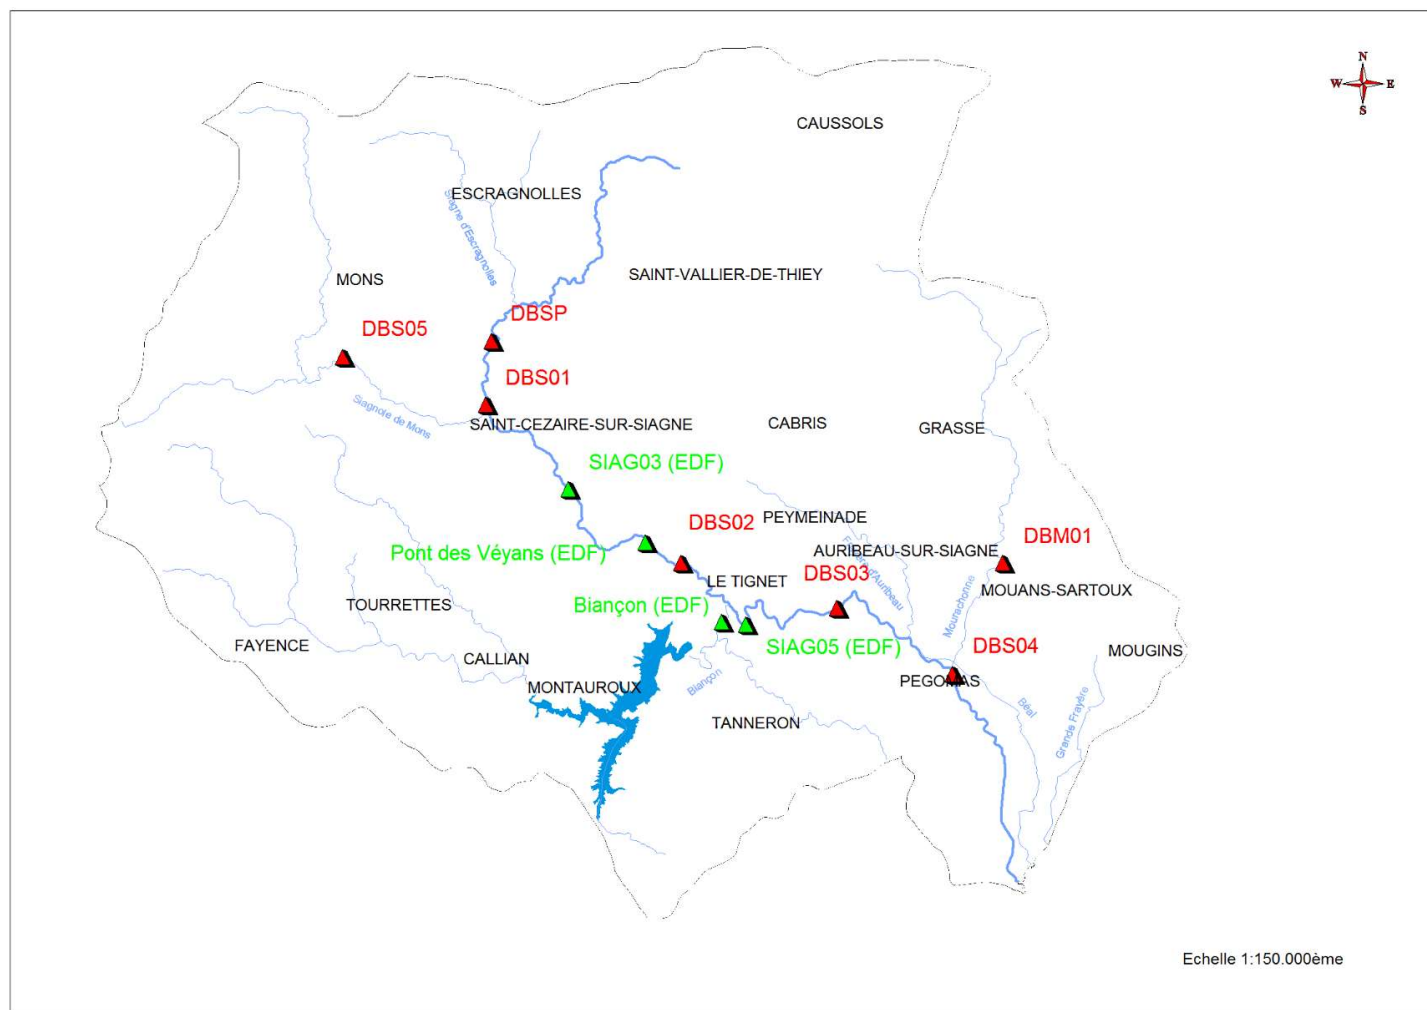 N
W E
S
CAUSSOLS
ESCRAGNOLLES
Siagne d'Escragnolles
SAINT-VALLIER-DE-THIEY
MONS
DBSP
DBS05
DBS01
Siagnole de Mons
SAINT-CEZAIRE-SUR-SIAGNE
CABRIS
GRASSE
SIAG03 (EDF)
PEYMEINADE
DBS02
DBM01
Pont des Véyans (EDF)
AURIBEAU-SUR-SIAGNE
DBS03
LE TIGNET
d'Auribeau
MOUANS-SARTOUX
Mourachonne
Biançon (EDF)
TOURRETTES
FAYENCE
SIAG05 (EDF)
DBS04
MOUGINS
CALLIAN
MONTAUROUX
Biançon
PEGOMAS
Béal
Grande Frayère
TANNERON
Echelle 1:150.000ème